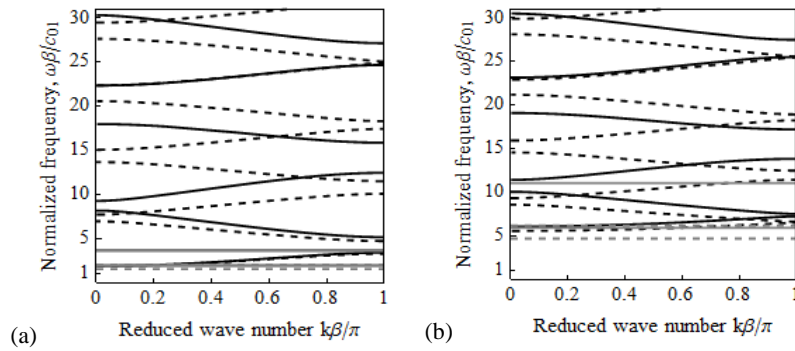 30
25
20
15
10
5
1
Normalized frequency, ωβ/c01
0 0.2 0.4 0.6 0.8 1
Reduced wave number kβ/π
(a)
30
25
20
15
10
5
1
Normalized frequency, ωβ/c01
0 0.2 0.4 0.6 0.8 1
Reduced wave number kβ/π
(b)